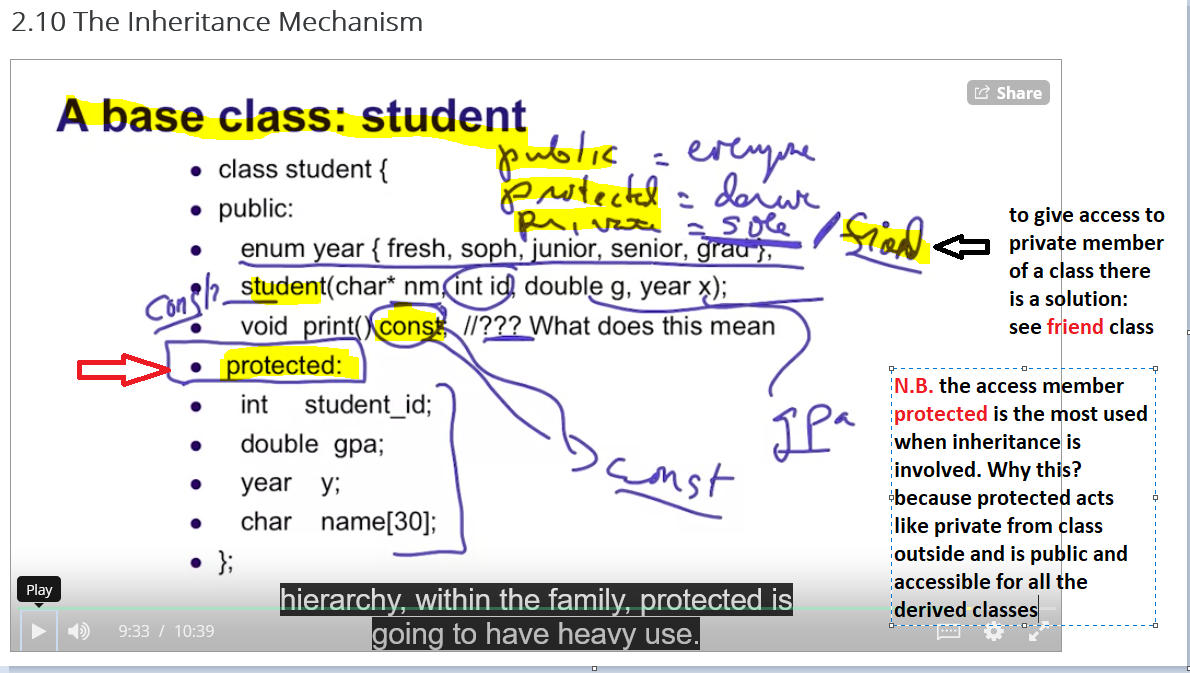 2.10 The Inheritance Mechanism
Share
A base class: student
public = everyone
protected = derive
private = sole / friend
class student {
public:
enum year { fresh, soph, junior, senior, grad };
student(char* nm, int id, double g, year x);
const?
void print() const; //??? What does this mean
protected:
int student_id;
double gpa;
year y;
char name[30];
};
gpa
const
to give access to
private member
of a class there
is a solution:
see friend class
N.B. the access member
protected is the most used
when inheritance is
involved. Why this?
because protected acts
like private from class
outside and is public and
accessible for all the
derived classes
Play
hierarchy, within the family, protected is
going to have heavy use.
9:33 / 10:39